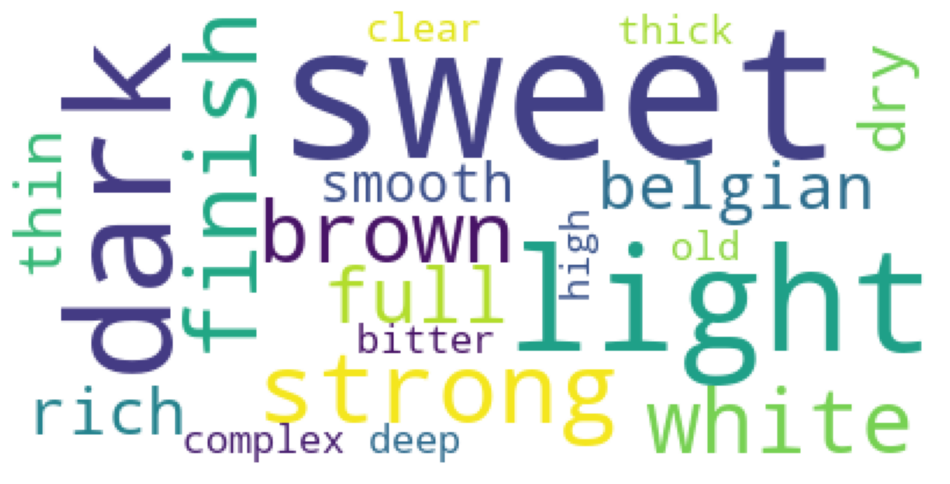 clear
thick
sweet
dark
finish
dry
thin
smooth
belgian
brown
high
old
light
full
bitter
strong
rich
white
complex
deep